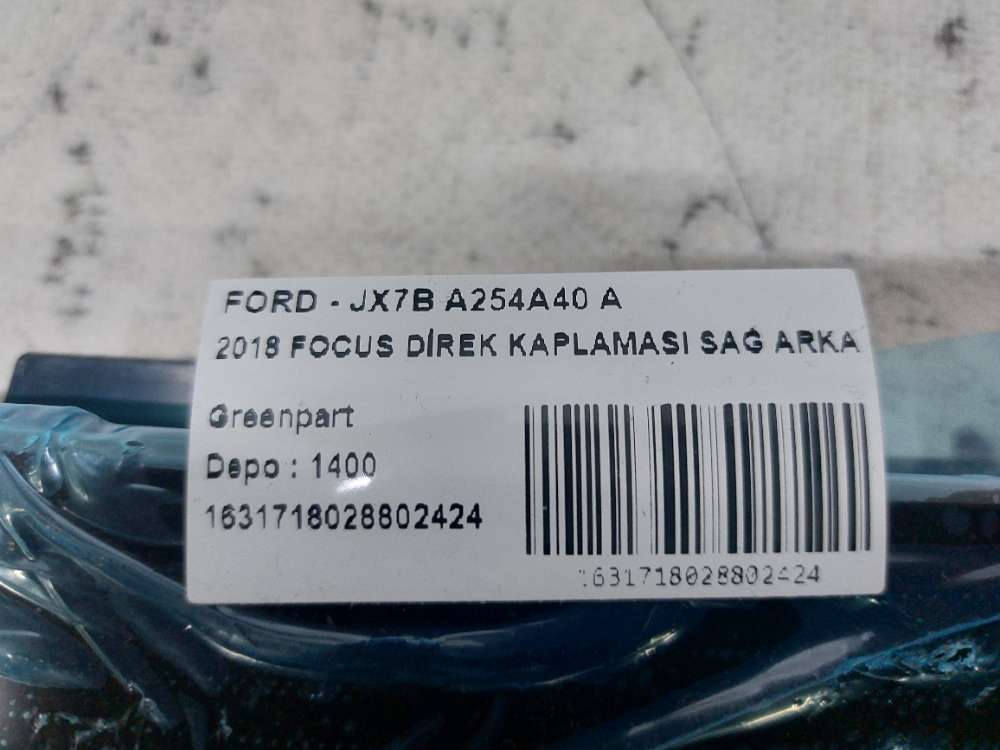 FORD - JX7B A254A40 A
2018 FOCUS DİREK KAPLAMASI SAĞ ARKA
Greenpart
Depo : 1400
1631718028802424
1631718028802424